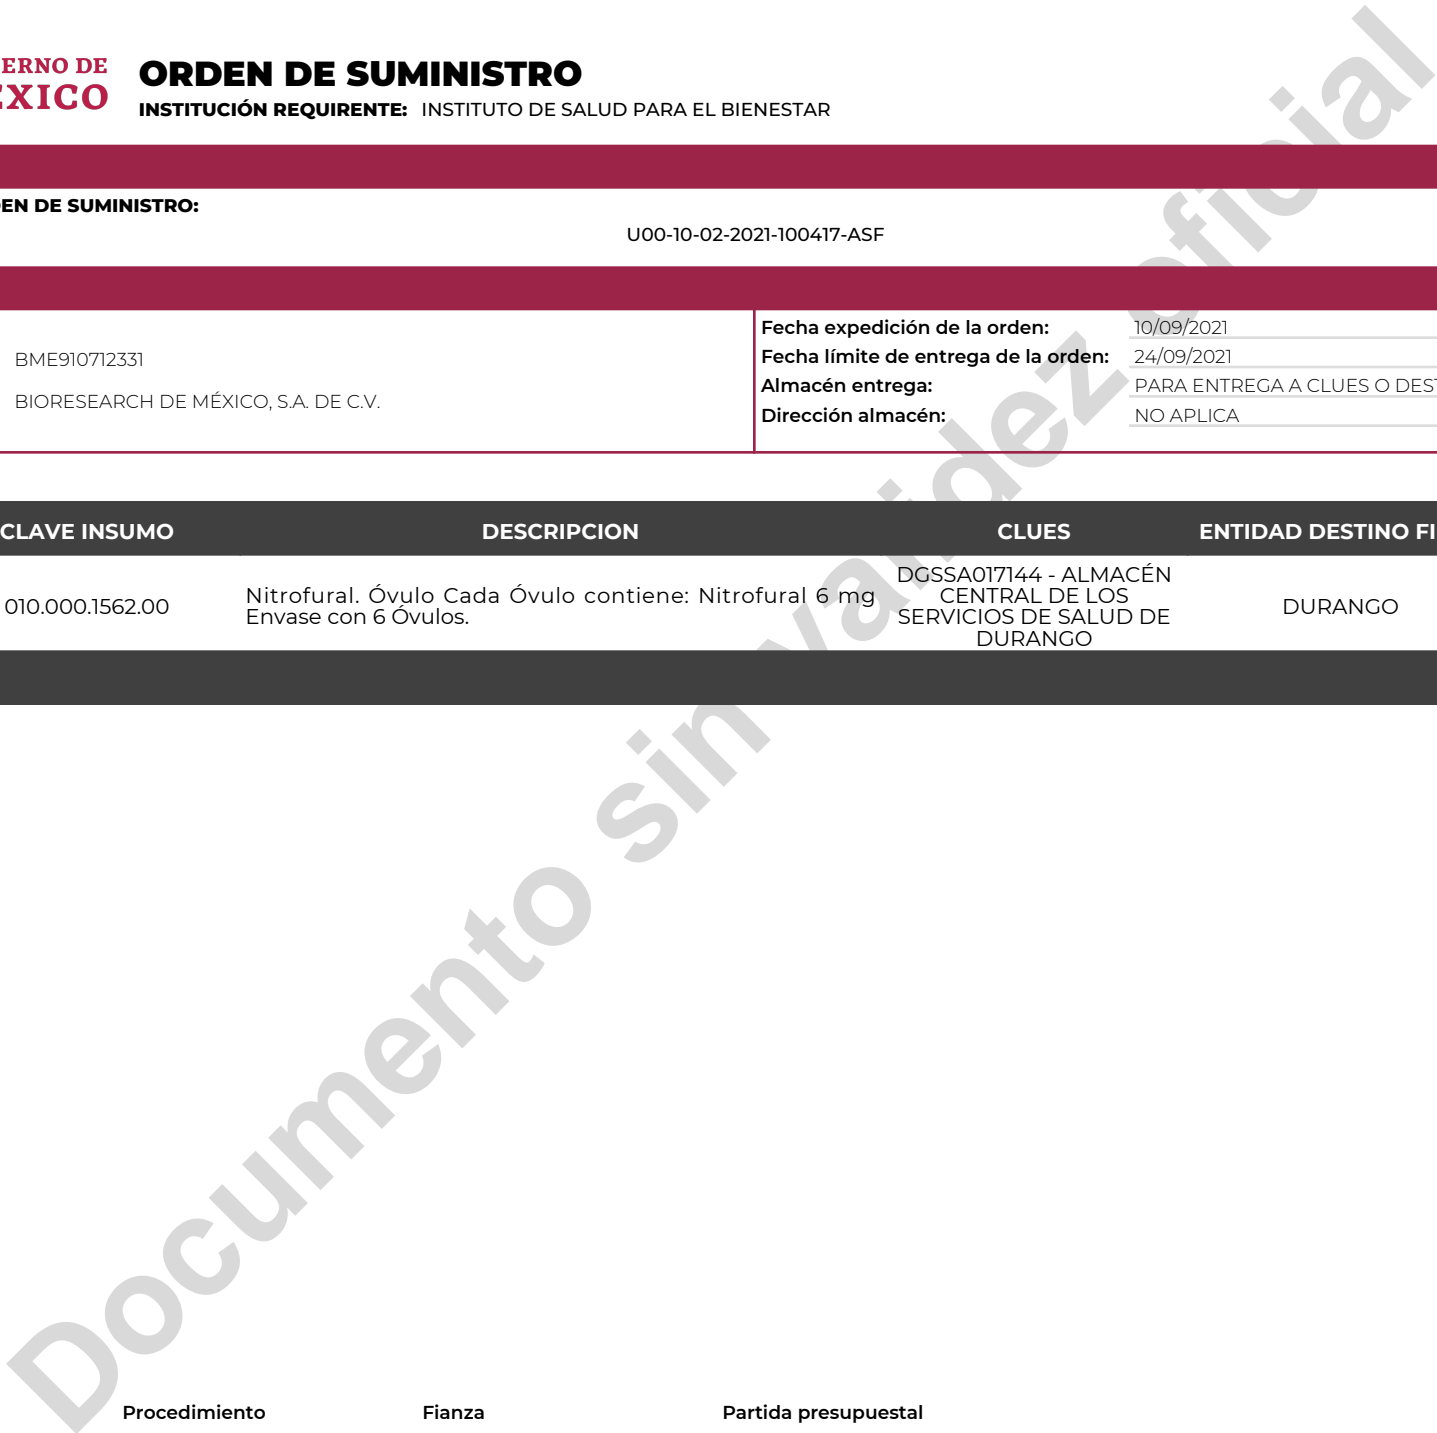 ERNO DE
ÉXICO
ORDEN DE SUMINISTRO
INSTITUCIÓN REQUIRENTE: INSTITUTO DE SALUD PARA EL BIENESTAR
EN DE SUMINISTRO:
U00-10-02-2021-100417-ASF
BME910712331
BIORESEARCH DE MÉXICO, S.A. DE C.V.
Fecha expedición de la orden: 10/09/2021
Fecha límite de entrega de la orden: 24/09/2021
Almacén entrega: PARA ENTREGA A CLUES O DEST
Dirección almacén: NO APLICA
CLAVE INSUMO DESCRIPCION CLUES ENTIDAD DESTINO FI
010.000.1562.00
Nitrofural. Óvulo Cada Óvulo contiene: Nitrofural 6 mg
Envase con 6 Óvulos.
DGSSA017144 - ALMACÉN
CENTRAL DE LOS
SERVICIOS DE SALUD DE
DURANGO
DURANGO
Documento sin validez oficial
Procedimiento Fianza Partida presupuestal